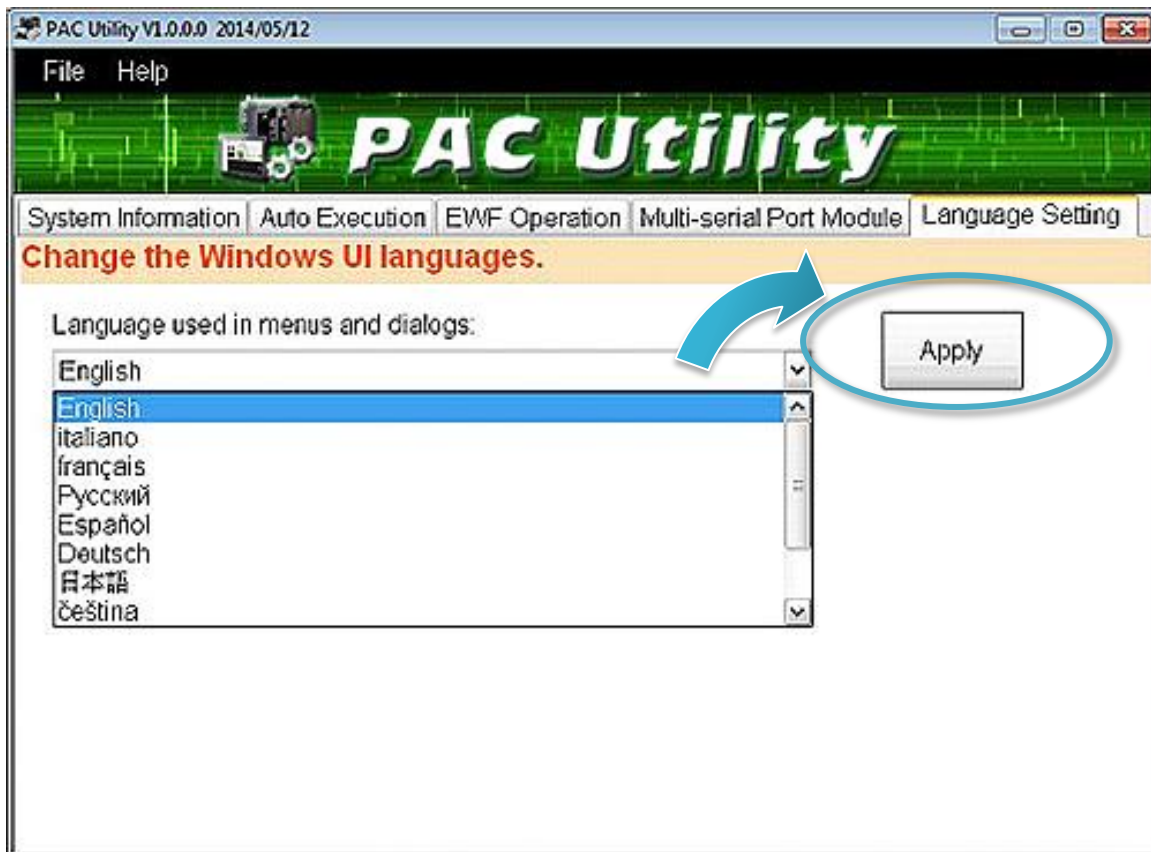 PAC Utility V1.0.0.0 2014/05/12
File Help
PAC Utility
System Information Auto Execution EWF Operation Multi-serial Port Module Language Setting
Change the Windows UI languages.
Language used in menus and dialogs:
Apply
English
English
italiano
français
Русский
Español
Deutsch
日本語
čeština